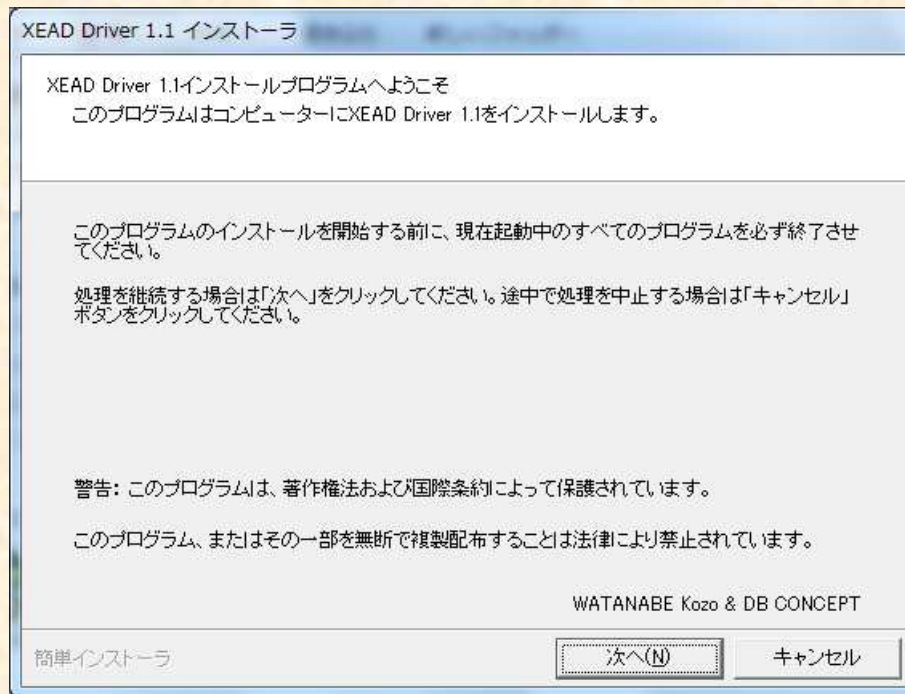 XEAD Driver 1.1 インストーラ
XEAD Driver 1.1インストールプログラムへようこそ
このプログラムはコンピューターにXEAD Driver 1.1をインストールします。
このプログラムのインストールを開始する前に、現在起動中のすべてのプログラムを必ず終了させ
てください。
処理を継続する場合は「次へ」をクリックしてください。途中で処理を中止する場合は「キャンセル」
ボタンをクリックしてください。
警告: このプログラムは、著作権法および国際条約によって保護されています。
このプログラム、またはその一部を無断で複製配布することは法律により禁止されています。
WATANABE Kozo & DB CONCEPT
簡単インストーラ
次へ(N)
キャンセル